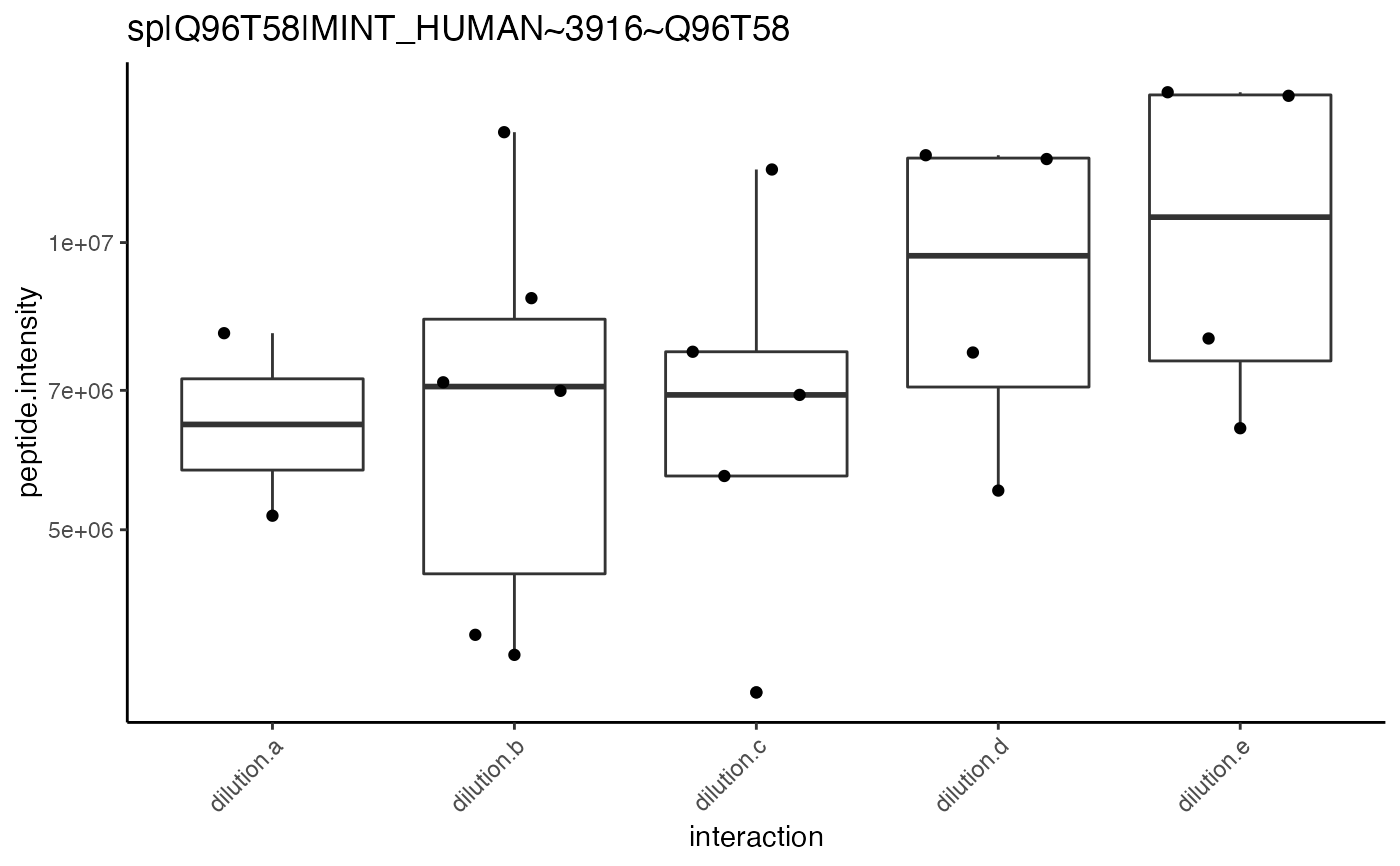 sp|Q96T58|MINT_HUMAN~3916~Q96T58
peptide.intensity
1e+07
7e+06
5e+06
dilution.a
dilution.b
dilution.c
dilution.d
dilution.e
interaction